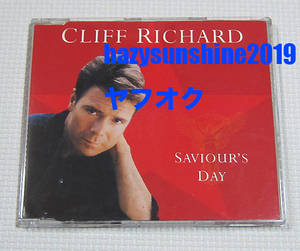 CLIFF RICHARD
hazysunshine2019
ヤフオク
SAVIOUR'S
DAY